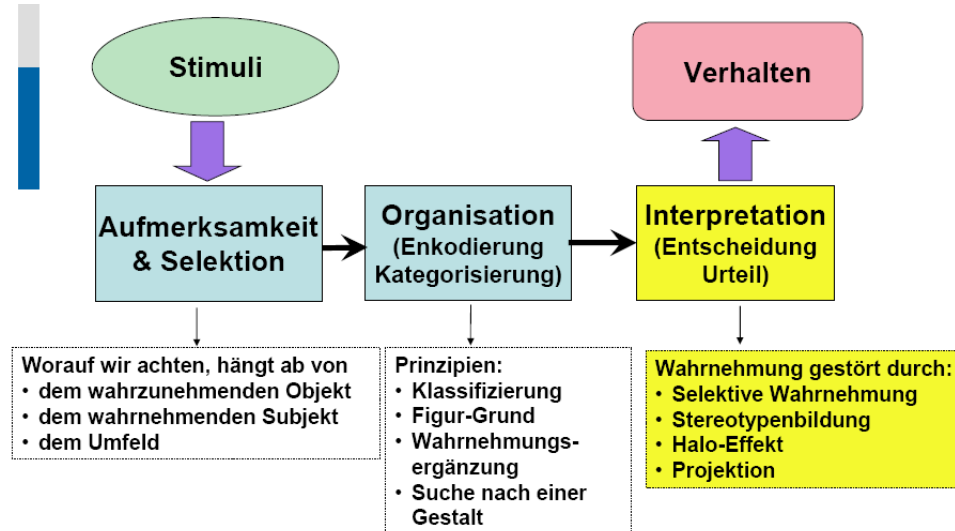 Stimuli
Verhalten
Aufmerksamkeit
& Selektion
Organisation
(Enkodierung
Kategorisierung)
Interpretation
(Entscheidung
Urteil)
Worauf wir achten, hängt ab von
• dem wahrzunehmenden Objekt
• dem wahrnehmenden Subjekt
• dem Umfeld
Prinzipien:
• Klassifizierung
• Figur-Grund
• Wahrnehmungs-
ergänzung
• Suche nach einer
Gestalt
Wahrnehmung gestört durch:
• Selektive Wahrnehmung
• Stereotypenbildung
• Halo-Effekt
• Projektion